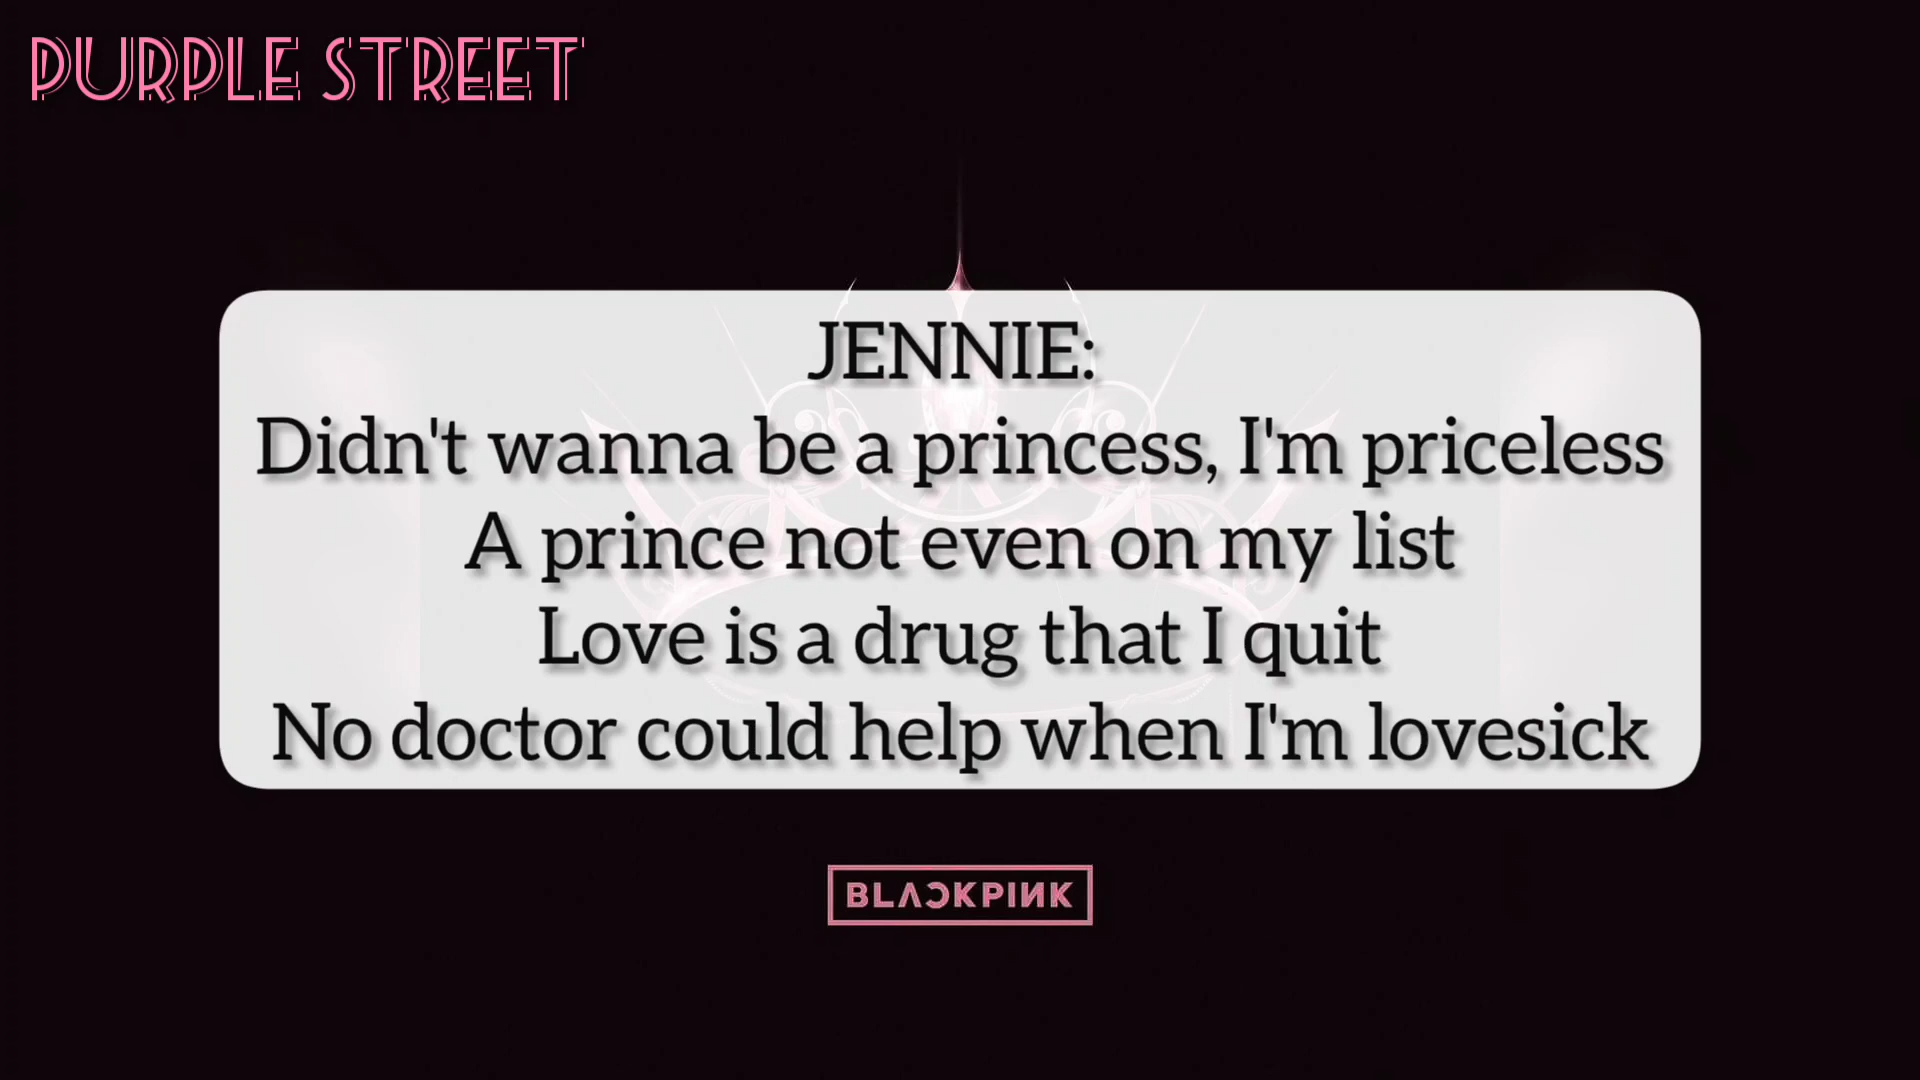 PURPLE STREET
JENNIE:
Didn't wanna be a princess, I'm priceless
A prince not even on my list
Love is a drug that I quit
No doctor could help when I'm lovesick
BLACKPINK